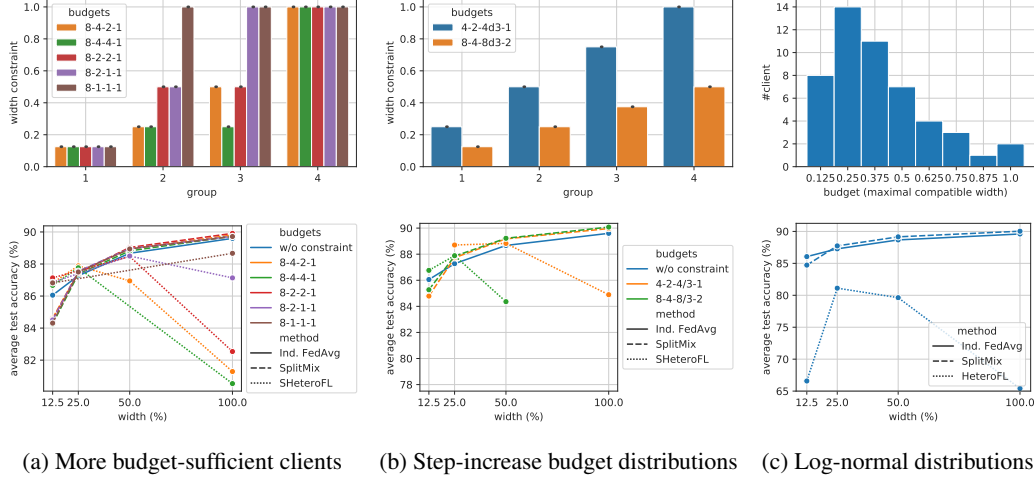 budgets
8-4-2-1
8-4-4-1
8-2-2-1
8-2-1-1
8-1-1-1
width constraint
1.0
0.8
0.6
0.4
0.2
0.0
1 2 3 4
group
budgets
4-2-4d3-1
8-4-8d3-2
width constraint
1.0
0.8
0.6
0.4
0.2
0.0
1 2 3 4
group
#client
14
12
10
8
6
4
2
0
0.125 0.25 0.375 0.5 0.625 0.75 0.875 1.0
budget (maximal compatible width)
average test accuracy (%)
90
88
86
84
82
12.5 25.0 50.0 100.0
width (%)
budgets
w/o constraint
8-4-2-1
8-4-4-1
8-2-2-1
8-2-1-1
8-1-1-1
method
Ind. FedAvg
SplitMix
SHeteroFL
average test accuracy (%)
90
88
86
84
82
80
78
12.5 25.0 50.0 100.0
width (%)
budgets
w/o constraint
4-2-4/3-1
8-4-8/3-2
method
Ind. FedAvg
SplitMix
SHeteroFL
average test accuracy (%)
90
85
80
75
70
65
12.5 25.0 50.0 100.0
width (%)
method
Ind. FedAvg
SplitMix
HeteroFL
(a) More budget-sufficient clients
(b) Step-increase budget distributions
(c) Log-normal distributions